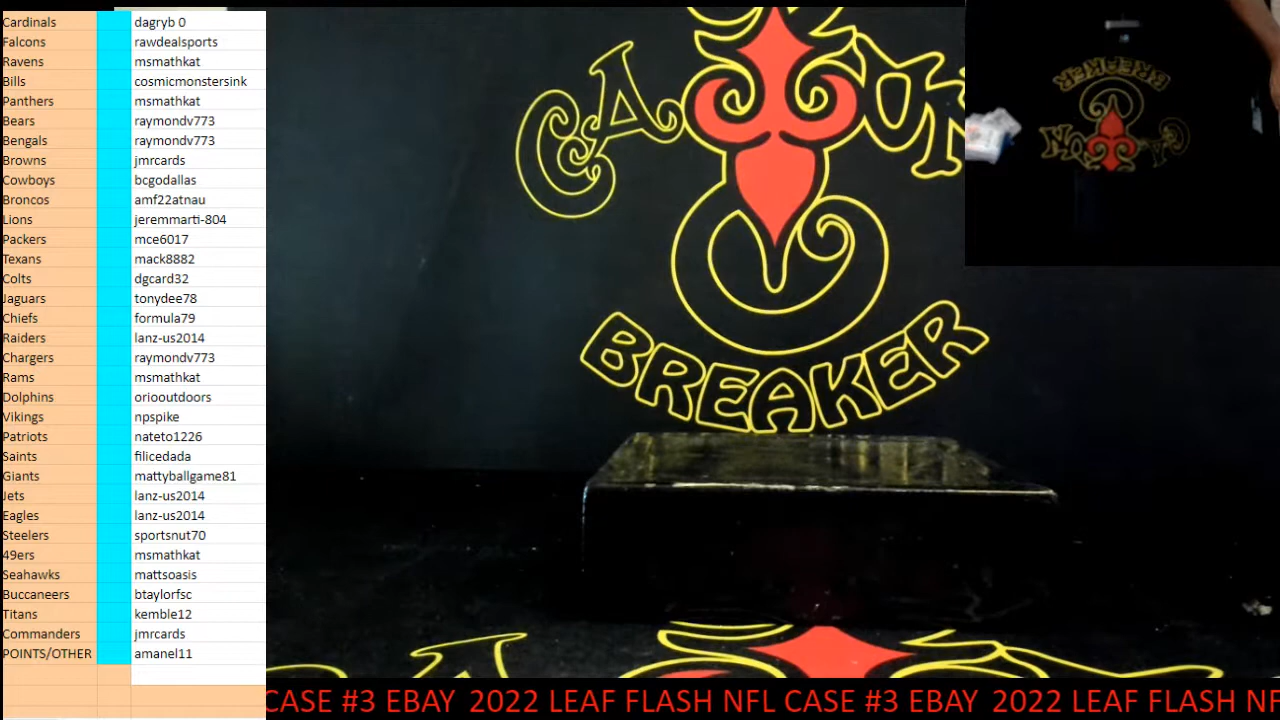 Cardinals dagryb 0
Falcons rawdealsports
Ravens msmathkat
Bills cosmicmonstersink
Panthers msmathkat
Bears raymondv773
Bengals raymondv773
Browns jmrcards
Cowboys bcgodallas
Broncos amf22atnau
Lions jeremmarti-804
Packers mce6017
Texans mack8882
Colts dgcard32
Jaguars tonydee78
Chiefs formula79
Raiders lanz-us2014
Chargers raymondv773
Rams msmathkat
Dolphins oriooutdoors
Vikings npspike
Patriots nateto1226
Saints filicedada
Giants mattyballgame81
Jets lanz-us2014
Eagles lanz-us2014
Steelers sportsnut70
49ers msmathkat
Seahawks mattsoasis
Buccaneers btaylorfsc
Titans kemble12
Commanders jmrcards
POINTS/OTHER amanel11
CAJUN
BREAKER
BREAKER
CAJUN
CASE #3 EBAY 2022 LEAF FLASH NFL CASE #3 EBAY 2022 LEAF FLASH NF